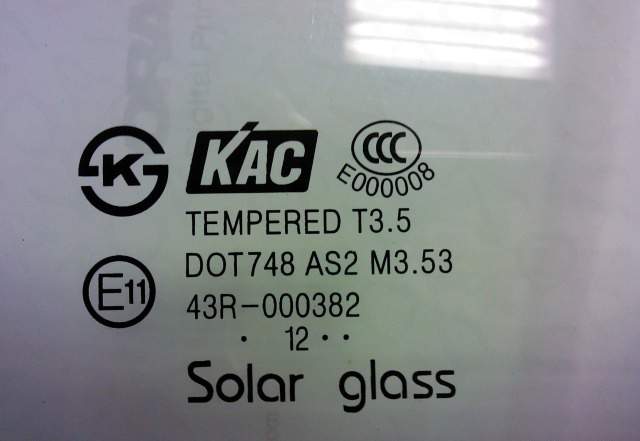 K KAC CCC
E000008
TEMPERED T3.5
DOT748 AS2 M3.53
E11 43R-000382
· 12 · ·
Solar glass